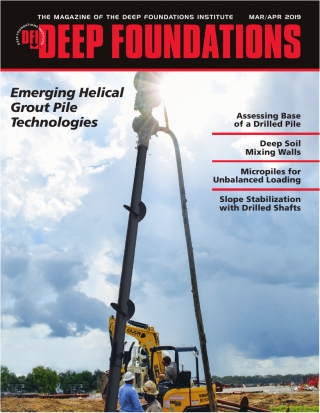 THE MAGAZINE OF THE DEEP FOUNDATIONS INSTITUTE MAR/APR 2019
DFI DEEP FOUNDATIONS
Emerging Helical
Grout Pile
Technologies
Assessing Base
of a Drilled Pile
Deep Soil
Mixing Walls
Micropiles for
Unbalanced Loading
Slope Stabilization
with Drilled Shafts